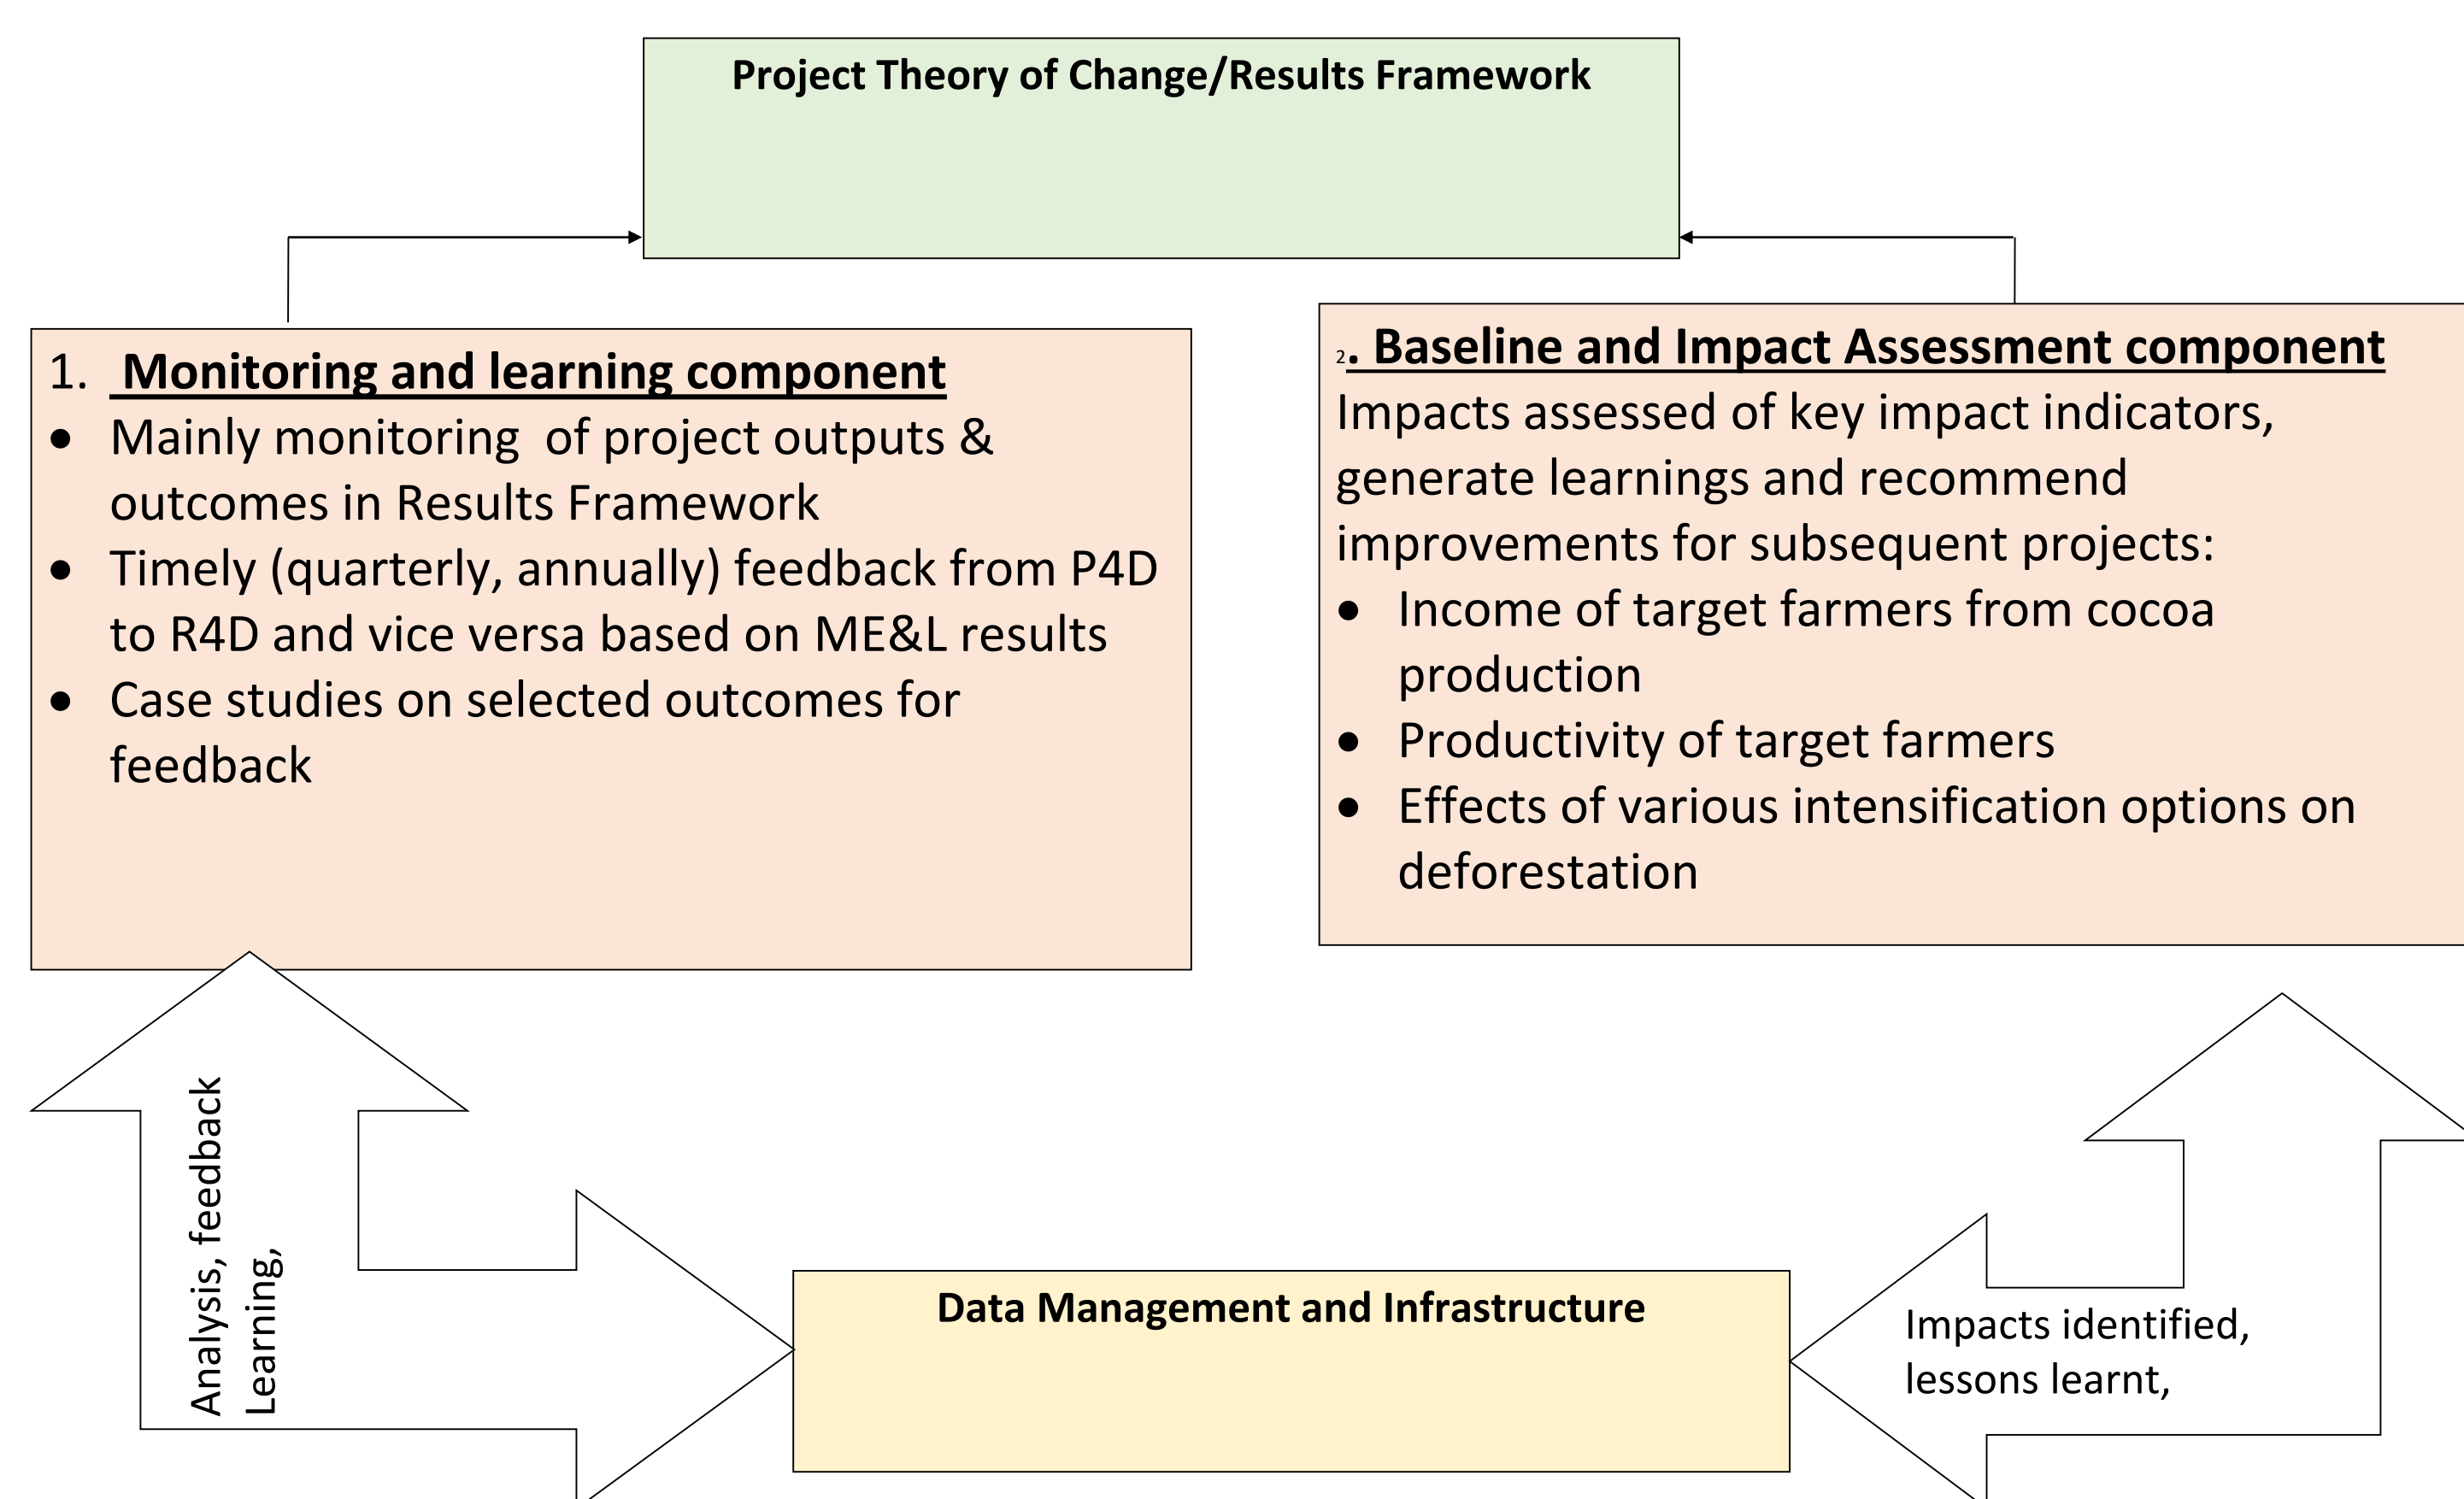 Project Theory of Change/Results Framework
1. Monitoring and learning component
● Mainly monitoring  of project outputs &
outcomes in Results Framework
● Timely (quarterly, annually) feedback from P4D
to R4D and vice versa based on ME&L results
● Case studies on selected outcomes for
feedback
2. Baseline and Impact Assessment component
Impacts assessed of key impact indicators,
generate learnings and recommend
improvements for subsequent projects:
● Income of target farmers from cocoa
production
● Productivity of target farmers
● Effects of various intensification options on
deforestation
Analysis, feedback
Learning,
Data Management and Infrastructure
Impacts identified,
lessons learnt,